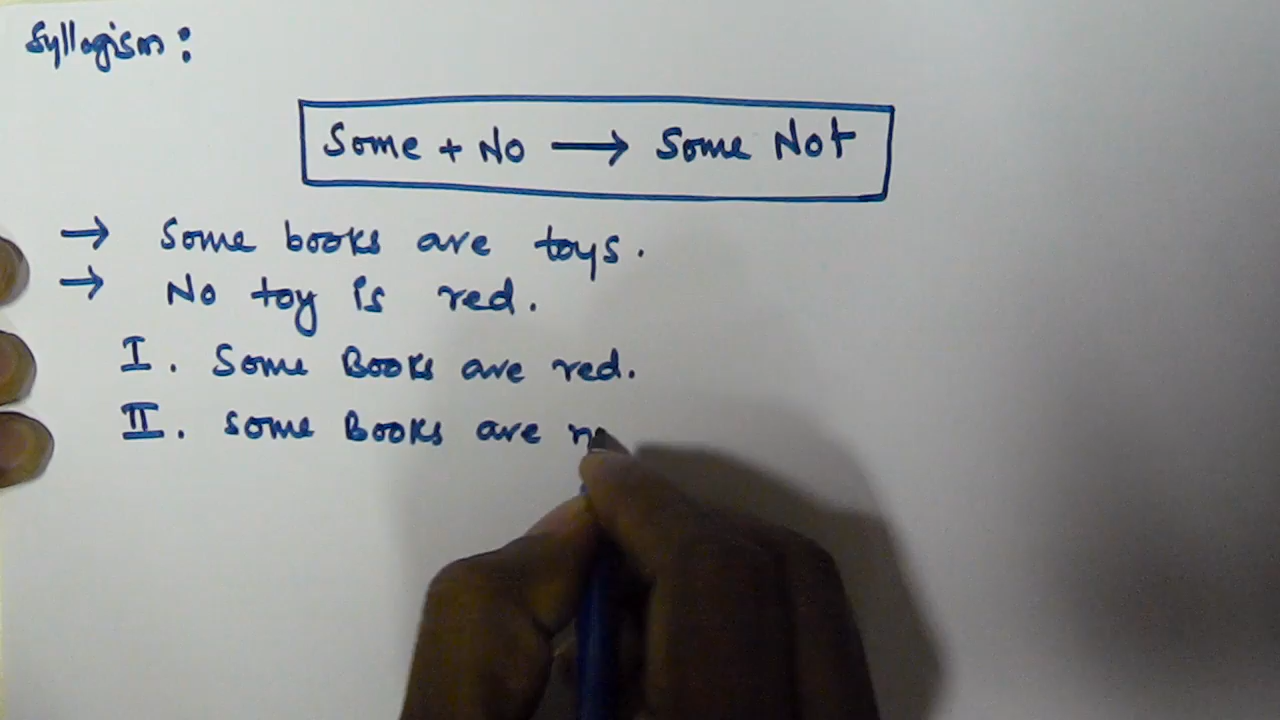 Syllogism:
Some + No → Some Not
→ Some books are toys.
→ No toy is red.
I. Some Books are red.
II. Some Books are